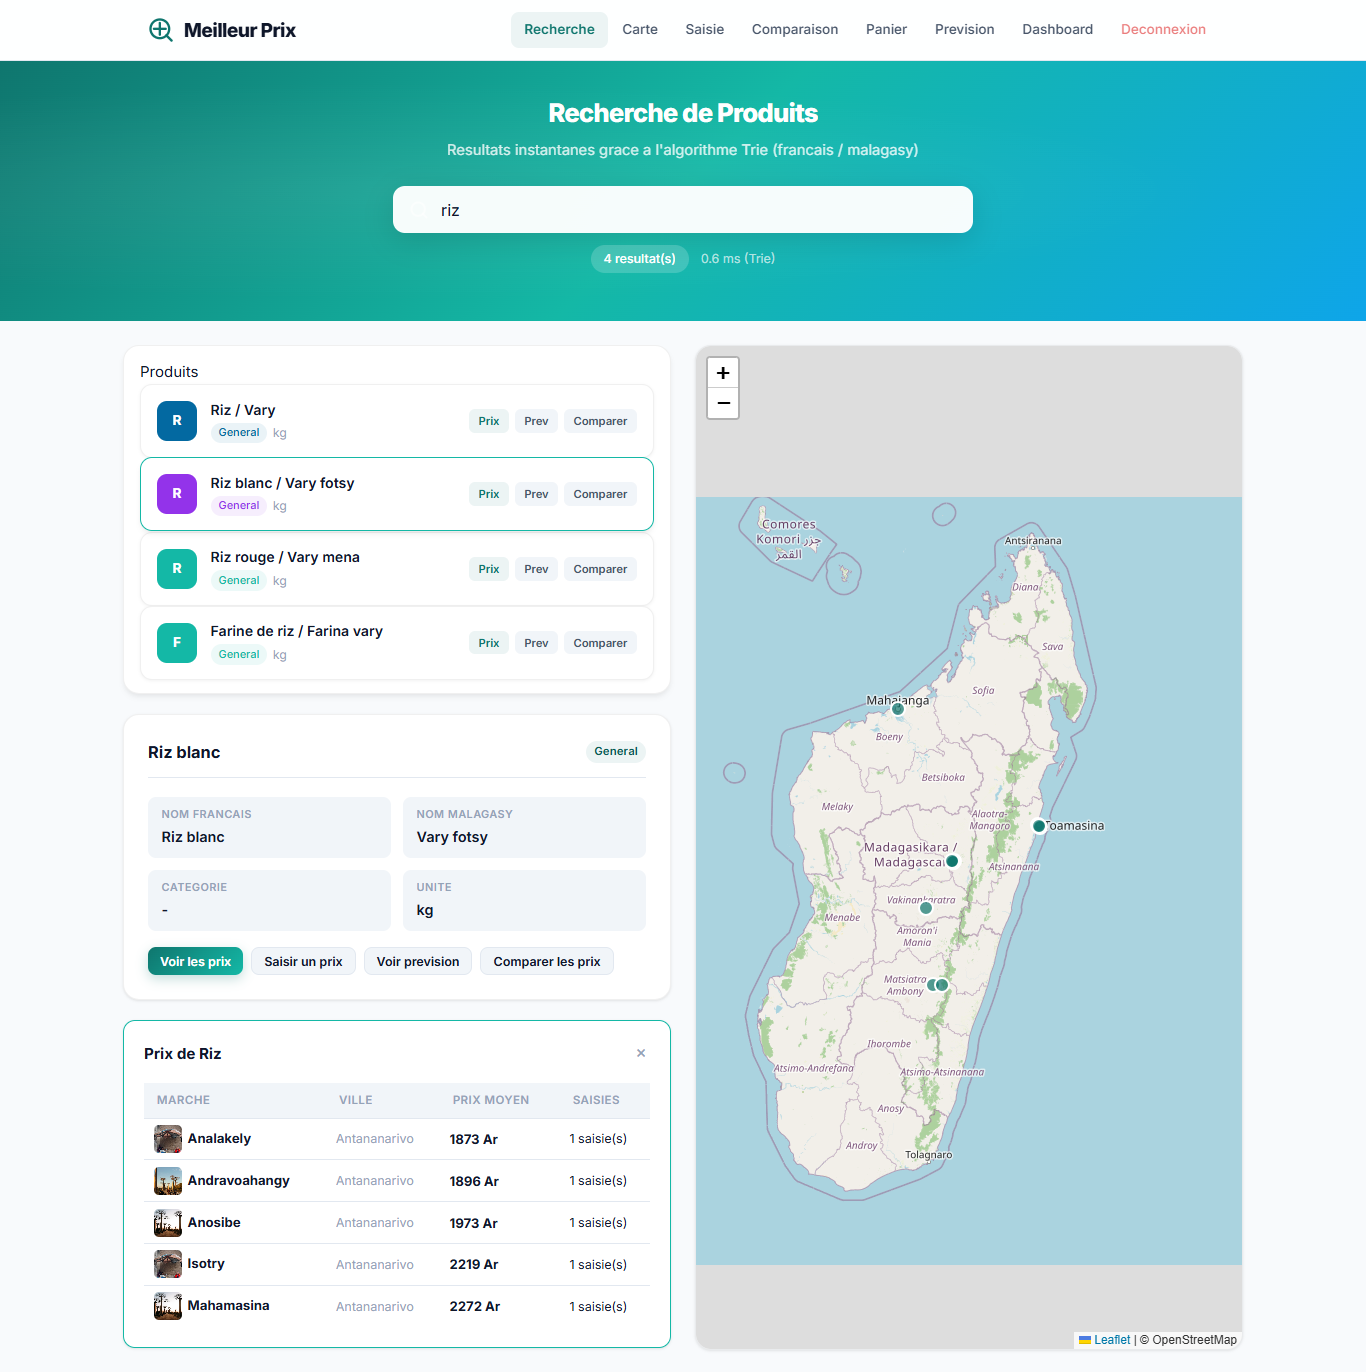 Meilleur Prix
Recherche
Carte
Saisie
Comparaison
Panier
Prevision
Dashboard
Deconnexion
Recherche de Produits
Resultats instantanes grace a l'algorithme Trie (francais / malagasy)
riz
4 resultat(s)
0.6 ms (Trie)
Produits
R
Riz / Vary
General kg
Prix
Prev
Comparer
R
Riz blanc / Vary fotsy
General kg
Prix
Prev
Comparer
R
Riz rouge / Vary mena
General kg
Prix
Prev
Comparer
F
Farine de riz / Farina vary
General kg
Prix
Prev
Comparer
Riz blanc
General
NOM FRANCAIS
Riz blanc
NOM MALAGASY
Vary fotsy
CATEGORIE
-
UNITE
kg
Voir les prix
Saisir un prix
Voir prevision
Comparer les prix
Prix de Riz
×
MARCHE VILLE PRIX MOYEN SAISIES
Analakely Antananarivo 1873 Ar 1 saisie(s)
Andravoahangy Antananarivo 1896 Ar 1 saisie(s)
Anosibe Antananarivo 1973 Ar 1 saisie(s)
Isotry Antananarivo 2219 Ar 1 saisie(s)
Mahamasina Antananarivo 2272 Ar 1 saisie(s)
+
−
Comores
Komori جزر
القمر
Antsiranana
Diana
Sava
Sofia
Mahajanga
Boeny
Betsiboka
Melaky
Alaotra-
Mangoro
Toamasina
Madagasikara /
Madagascar
Atsinanana
Vakinankaratra
Menabe
Amoron'i
Mania
Matsiatra
Ambony
Ihorombe
Atsimo-Andrefana
Atsimo-Atsinanana
Anosy
Androy
Tolagnaro
Leaflet | © OpenStreetMap